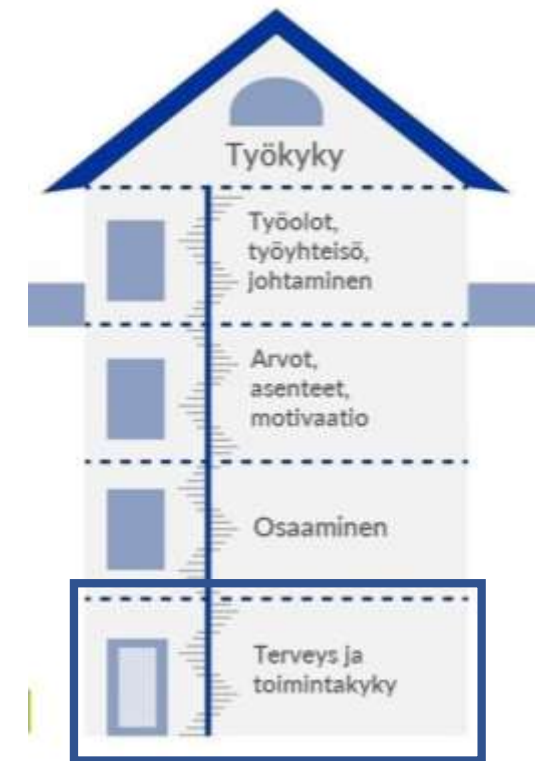 Työkyky
Työolot,
työyhteisö,
johtaminen
Arvot,
asenteet,
motivaatio
Osaaminen
Terveys ja
toimintakyky